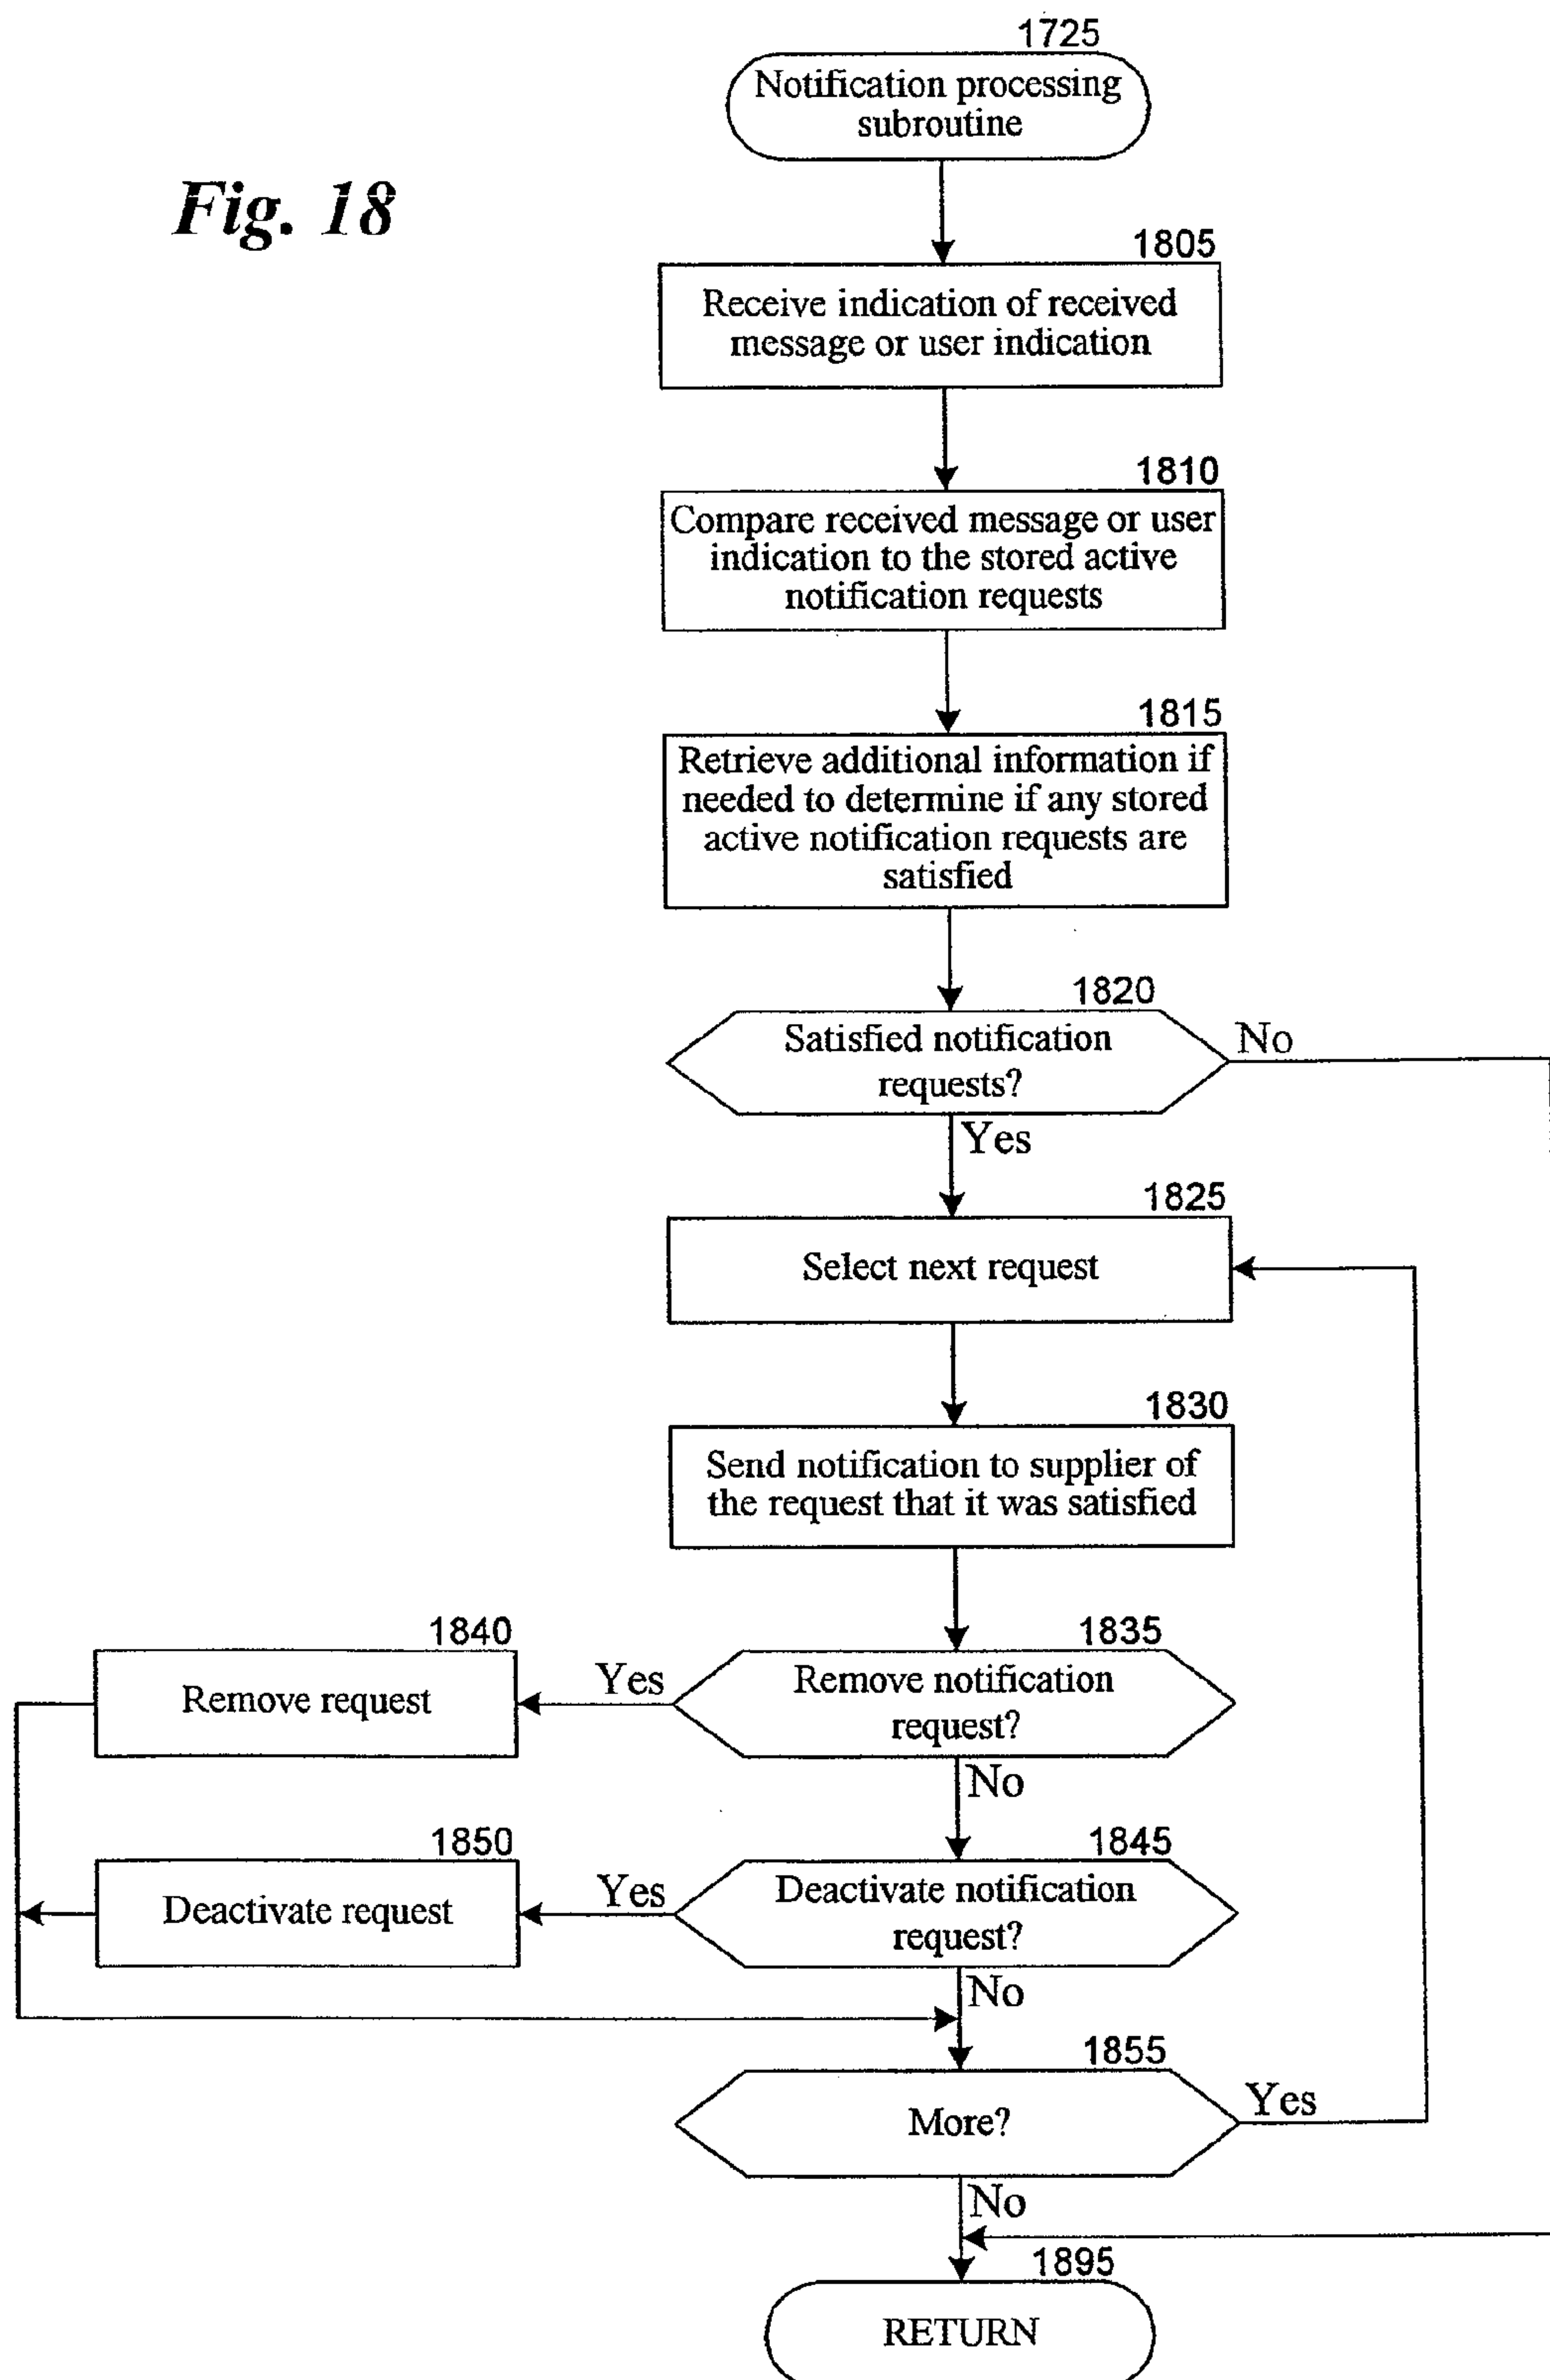 1725
Notification processing
subroutine
Fig. 18
1805
Receive indication of received
message or user indication
1810
Compare received message or user
indication to the stored active
notification requests
1815
Retrieve additional information if
needed to determine if any stored
active notification requests are
satisfied
1820
Satisfied notification
requests?
No
Yes
1825
Select next request
1830
Send notification to supplier of
the request that it was satisfied
1840
Remove request
Yes
1835
Remove notification
request?
No
1850
Deactivate request
Yes
1845
Deactivate notification
request?
No
1855
More?
Yes
No
1895
RETURN